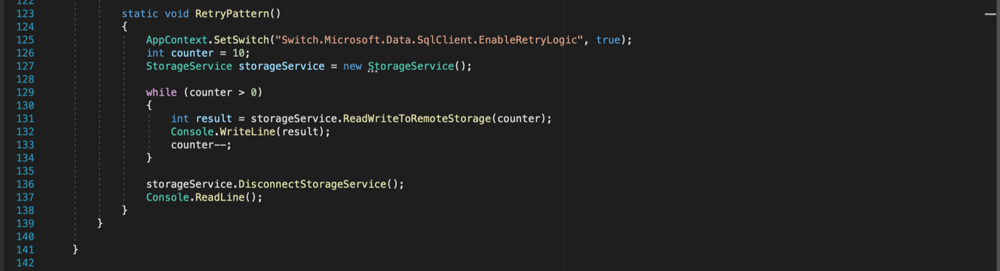 122
123 static void RetryPattern()
124 {
125 AppContext.SetSwitch("Switch.Microsoft.Data.SqlClient.EnableRetryLogic", true);
126 int counter = 10;
127 StorageService storageService = new StorageService();
128
129 while (counter > 0)
130 {
131 int result = storageService.ReadWriteToRemoteStorage(counter);
132 Console.WriteLine(result);
133 counter--;
134 }
135
136 storageService.DisconnectStorageService();
137 Console.ReadLine();
138 }
139 }
140
141 }
142